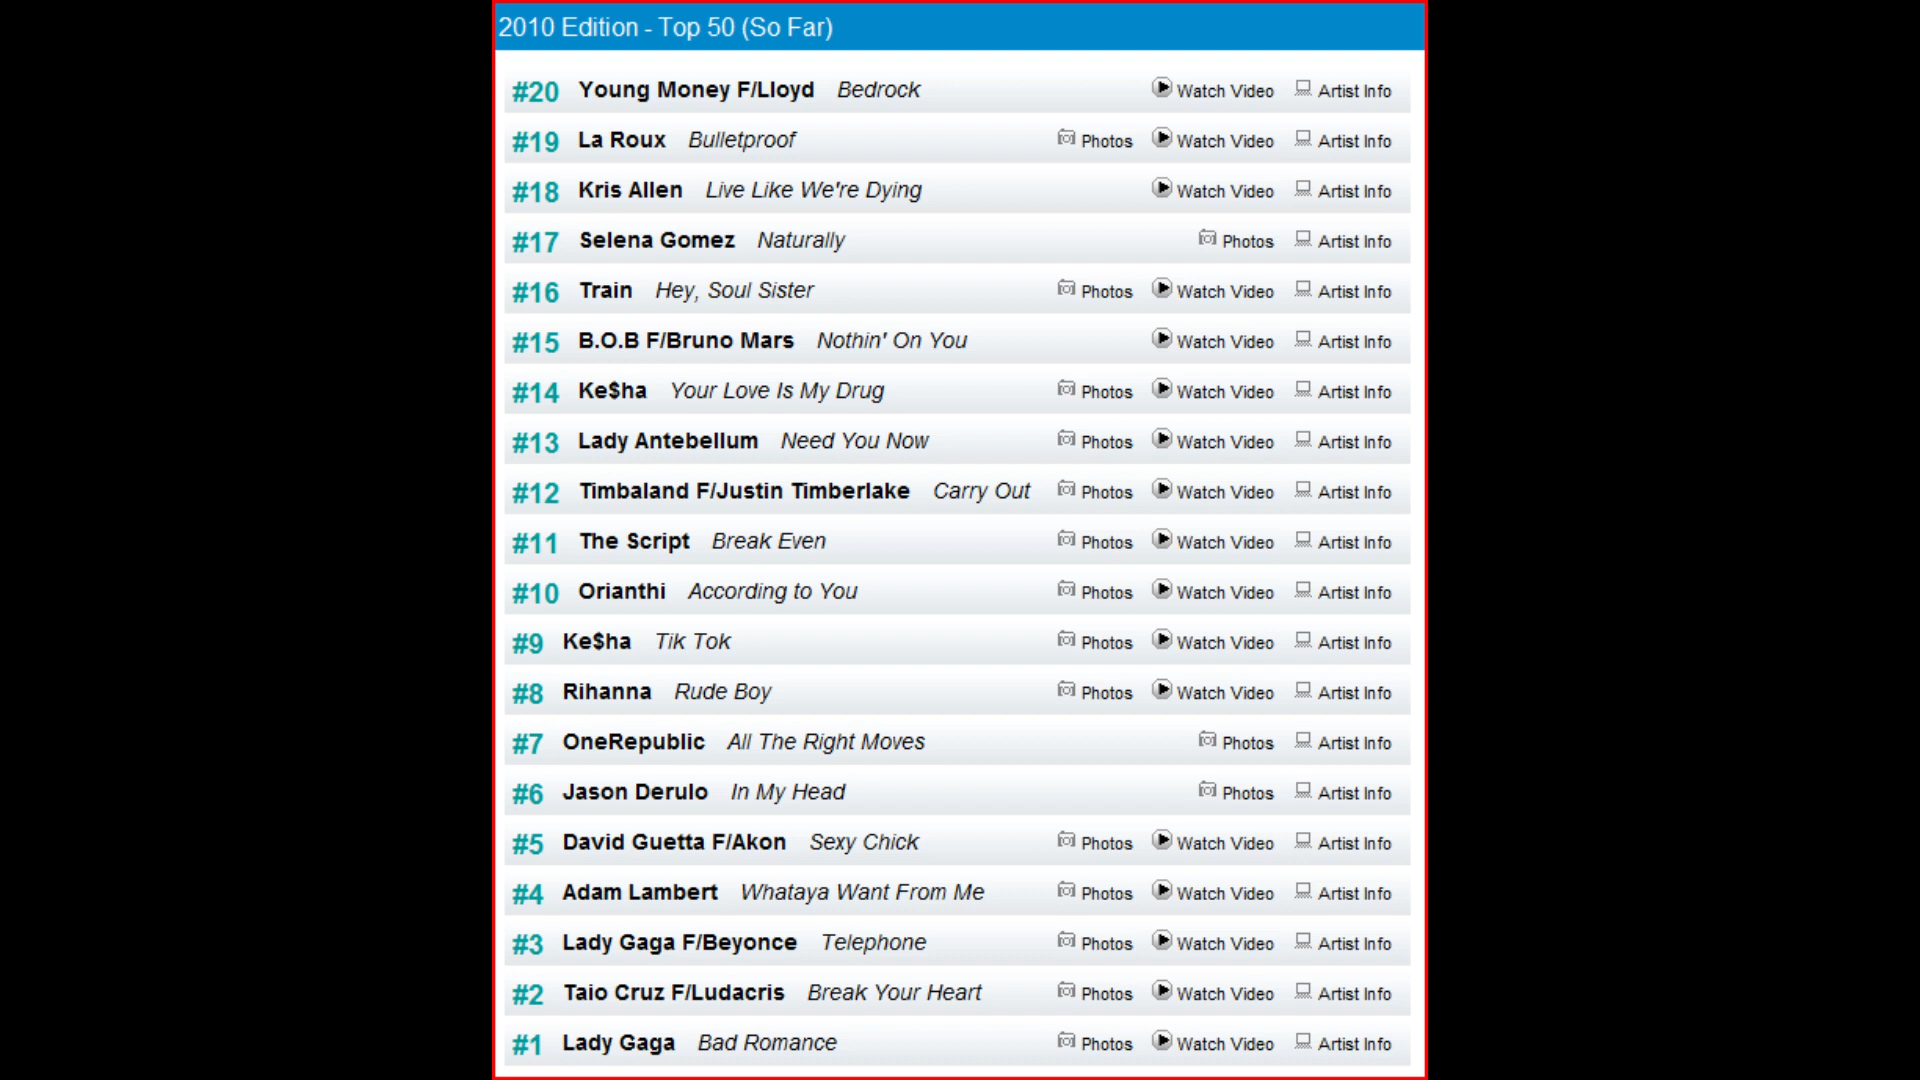 2010 Edition - Top 50 (So Far)
#20 Young Money F/Lloyd Bedrock Watch Video Artist Info
#19 La Roux Bulletproof Photos Watch Video Artist Info
#18 Kris Allen Live Like We're Dying Watch Video Artist Info
#17 Selena Gomez Naturally Photos Artist Info
#16 Train Hey, Soul Sister Photos Watch Video Artist Info
#15 B.O.B F/Bruno Mars Nothin' On You Watch Video Artist Info
#14 Ke$ha Your Love Is My Drug Photos Watch Video Artist Info
#13 Lady Antebellum Need You Now Photos Watch Video Artist Info
#12 Timbaland F/Justin Timberlake Carry Out Photos Watch Video Artist Info
#11 The Script Break Even Photos Watch Video Artist Info
#10 Orianthi According to You Photos Watch Video Artist Info
#9 Ke$ha Tik Tok Photos Watch Video Artist Info
#8 Rihanna Rude Boy Photos Watch Video Artist Info
#7 OneRepublic All The Right Moves Photos Artist Info
#6 Jason Derulo In My Head Photos Artist Info
#5 David Guetta F/Akon Sexy Chick Photos Watch Video Artist Info
#4 Adam Lambert Whataya Want From Me Photos Watch Video Artist Info
#3 Lady Gaga F/Beyonce Telephone Photos Watch Video Artist Info
#2 Taio Cruz F/Ludacris Break Your Heart Photos Watch Video Artist Info
#1 Lady Gaga Bad Romance Photos Watch Video Artist Info